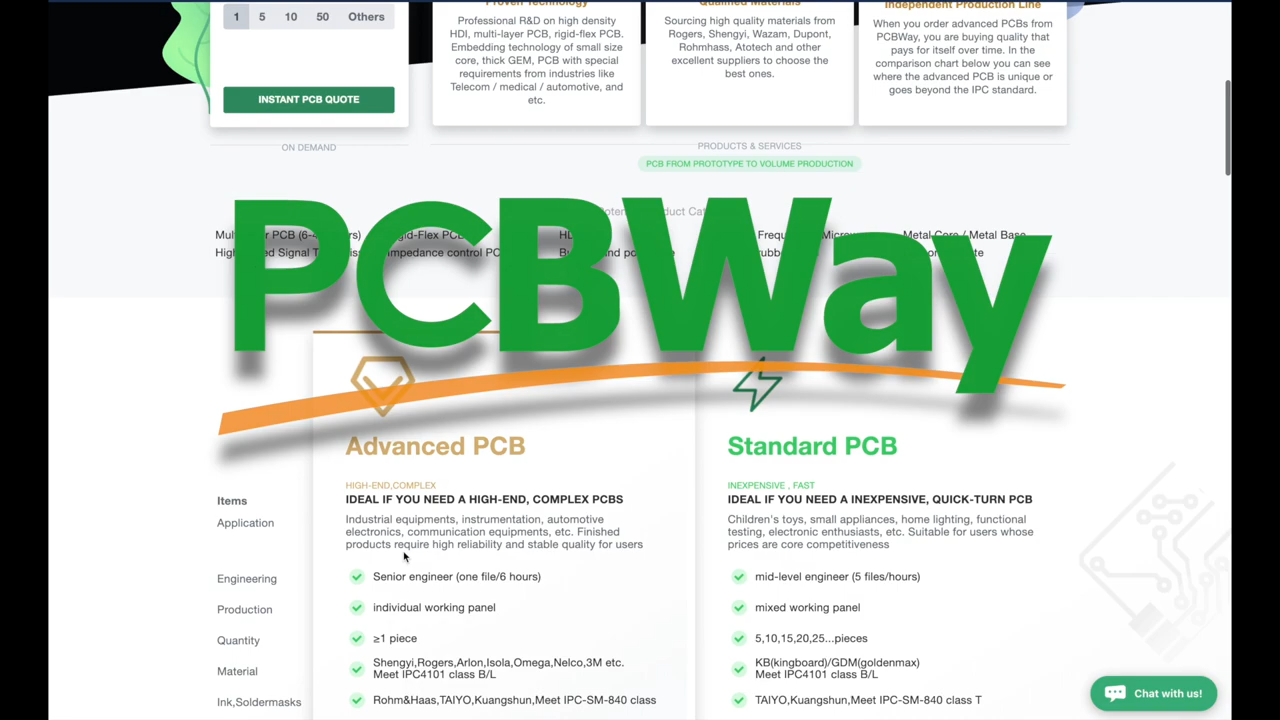 1 5 10 50 Others
INSTANT PCB QUOTE
ON DEMAND
Proven Technology
Professional R&D on high density
HDI, multi-layer PCB, rigid-flex PCB.
Embedding technology of small size
core, thick GEM, PCB with special
requirements from industries like
Telecom / medical / automotive, and
etc.
Qualified Materials
Sourcing high quality materials from
Rogers, Shengyi, Wazam, Dupont,
Rohmhass, Atotech and other
excellent suppliers to choose the
best ones.
Independent Production Line
When you order advanced PCBs from
PCBWay, you are buying quality that
pays for itself over time. In the
comparison chart below you can see
where the advanced PCB is unique or
goes beyond the IPC standard.
PRODUCTS & SERVICES
PCB FROM PROTOTYPE TO VOLUME PRODUCTION
PCBWay
Metal Core / Metal Base
Impedance control
Advanced PCB
HIGH-END,COMPLEX
IDEAL IF YOU NEED A HIGH-END, COMPLEX PCBS
Industrial equipments, instrumentation, automotive
electronics, communication equipments, etc. Finished
products require high reliability and stable quality for users
Standard PCB
INEXPENSIVE , FAST
IDEAL IF YOU NEED A INEXPENSIVE, QUICK-TURN PCB
Children's toys, small appliances, home lighting, functional
testing, electronic enthusiasts, etc. Suitable for users whose
prices are core competitiveness
Items
Application
Engineering
Senior engineer (one file/6 hours)
mid-level engineer (5 files/hours)
Production
individual working panel
mixed working panel
Quantity
≥1 piece
5,10,15,20,25...pieces
Material
Shengyi,Rogers,Arlon,Isola,Omega,Nelco,3M etc.
Meet IPC4101 class B/L
KB(kingboard)/GDM(goldenmax)
Meet IPC4101 class B/L
Ink,Soldermasks
Rohm&Haas,TAIYO,Kuangshun,Meet IPC-SM-840 class
TAIYO,Kuangshun,Meet IPC-SM-840 class T
Chat with us!